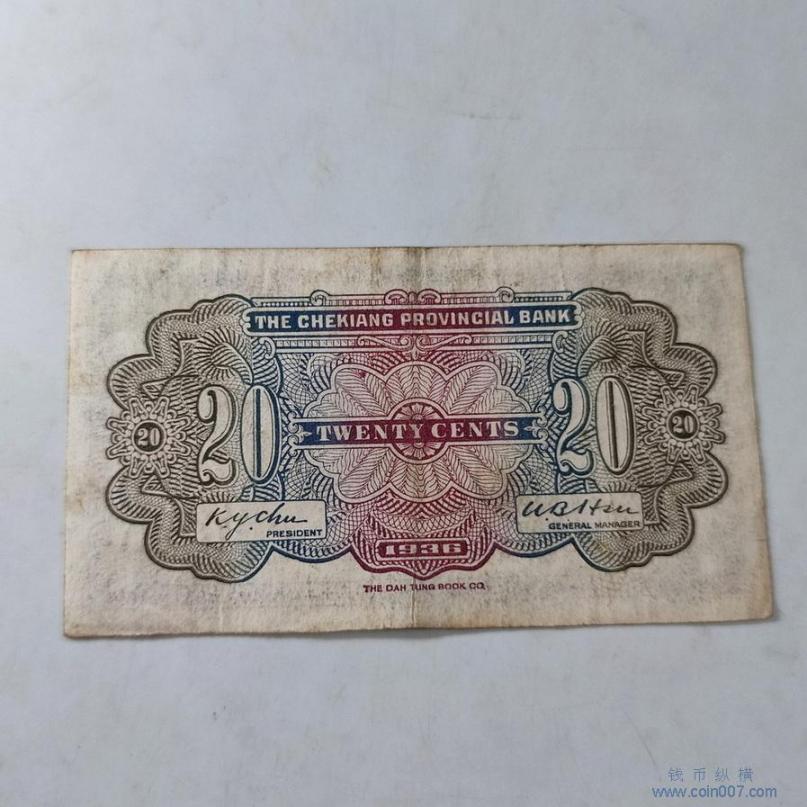 THE CHEKIANG PROVINCIAL BANK
20
20
TWENTY CENTS
20
20
K.y. Chu
PRESIDENT
GENERAL MANAGER
1936
THE DAH TUNG BOOK CO.
钱币纵横
www.coin007.com